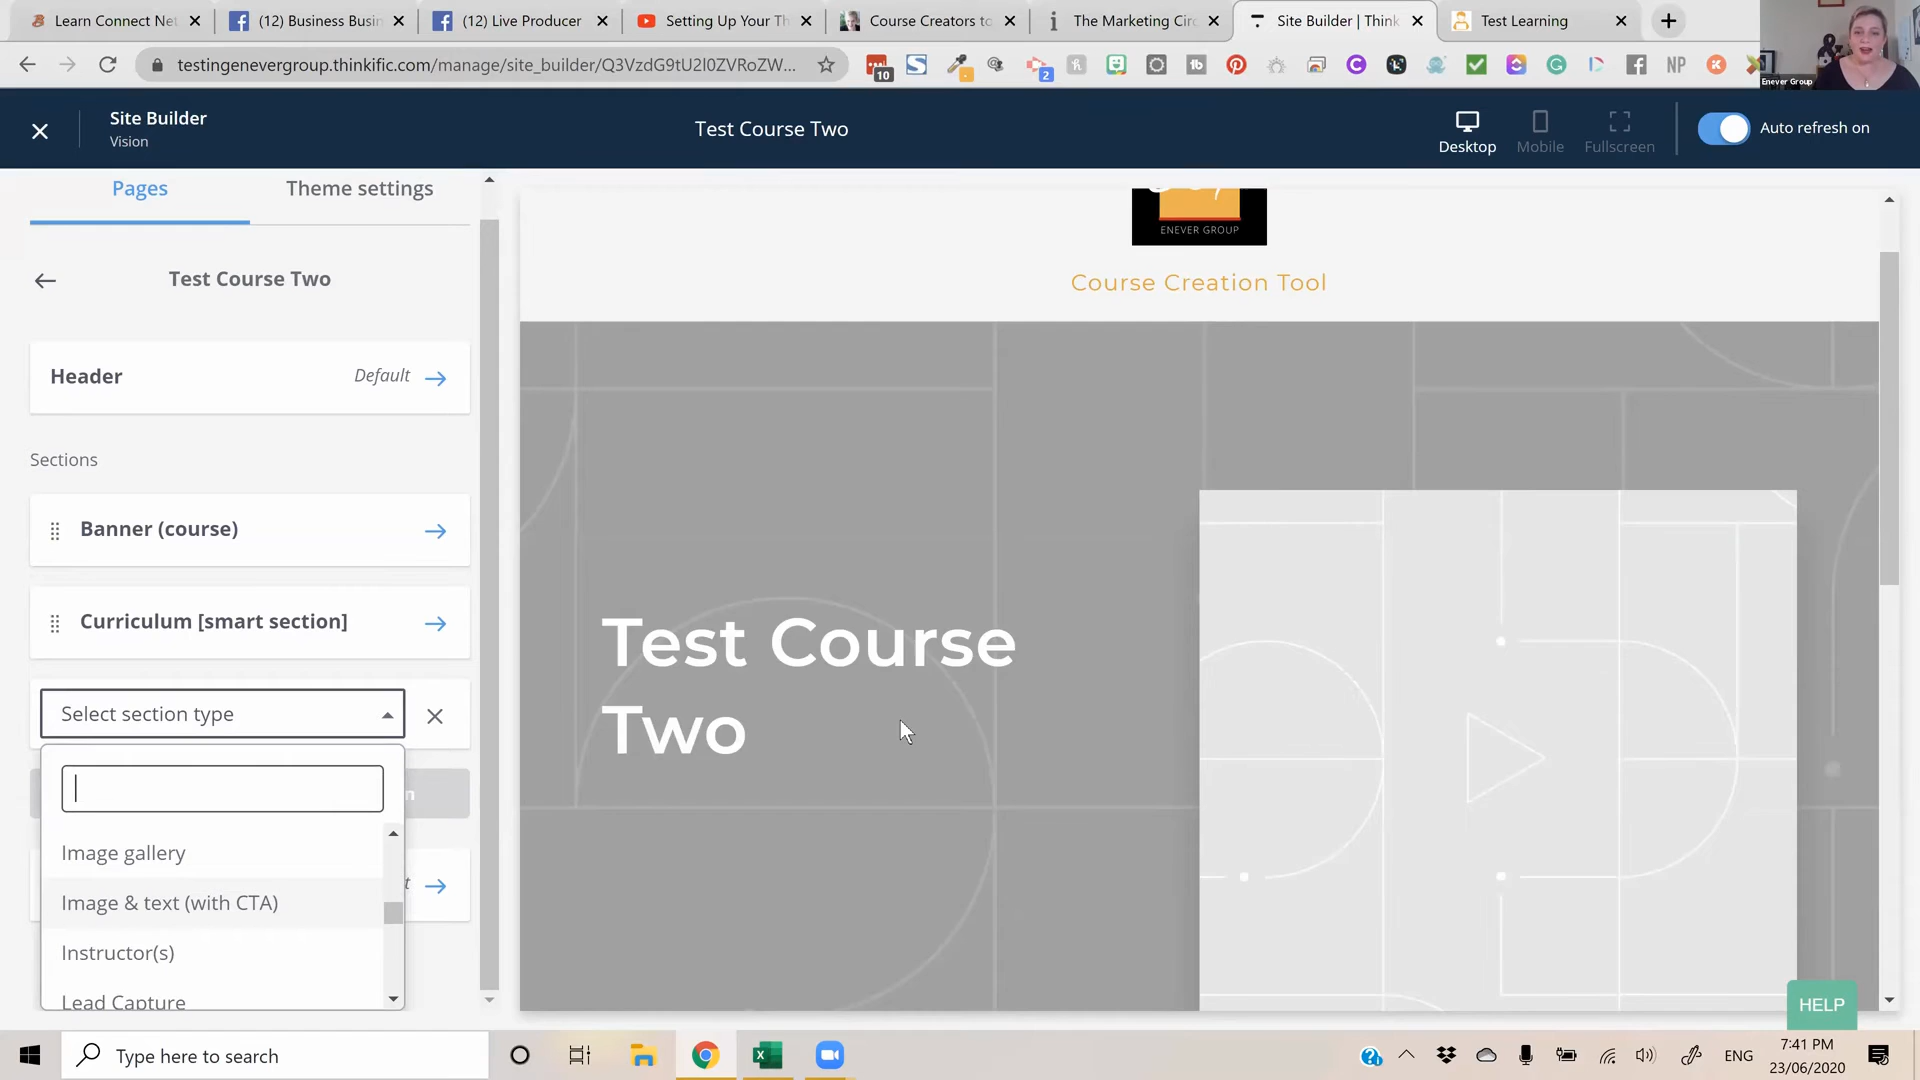 Learn Connect Net
(12) Business Busin
(12) Live Producer
Setting Up Your Th
Course Creators to
The Marketing Circ
Site Builder | Think
Test Learning
testingenevergroup.thinkific.com/manage/site_builder/Q3VzdG9tU2l0ZVRoZW...
10
2
NP
Enever Group
Site Builder
Vision
Test Course Two
Desktop
Mobile
Fullscreen
Auto refresh on
Pages
Theme settings
Test Course Two
Header
Default
Sections
Banner (course)
Curriculum [smart section]
Select section type
n
Image gallery
t
Image & text (with CTA)
Instructor(s)
Lead Capture
ENEVER GROUP
Course Creation Tool
Test Course
Two
HELP
Type here to search
ENG
7:41 PM
23/06/2020